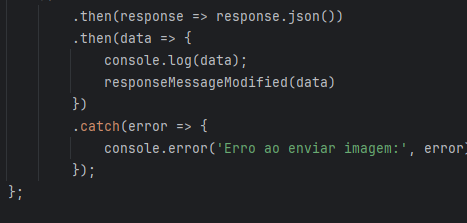 .then(response => response.json())
.then(data => {
console.log(data);
responseMessageModified(data)
})
.catch(error => {
console.error('Erro ao enviar imagem:', error)
});
};